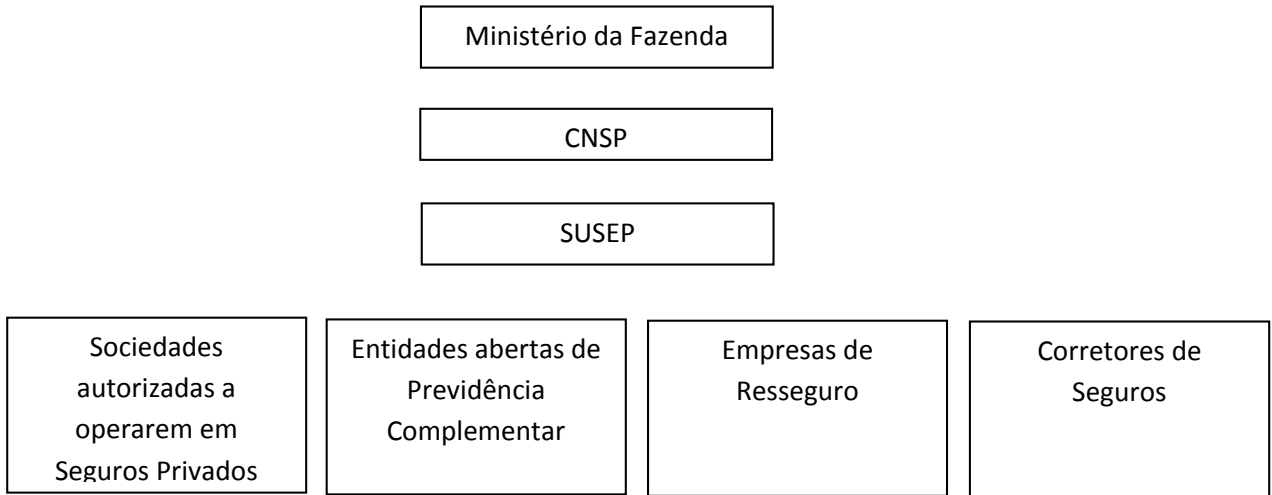 Ministério da Fazenda
CNSP
SUSEP
Sociedades
autorizadas a
operarem em
Seguros Privados
Entidades abertas de
Previdência
Complementar
Empresas de
Resseguro
Corretores de
Seguros